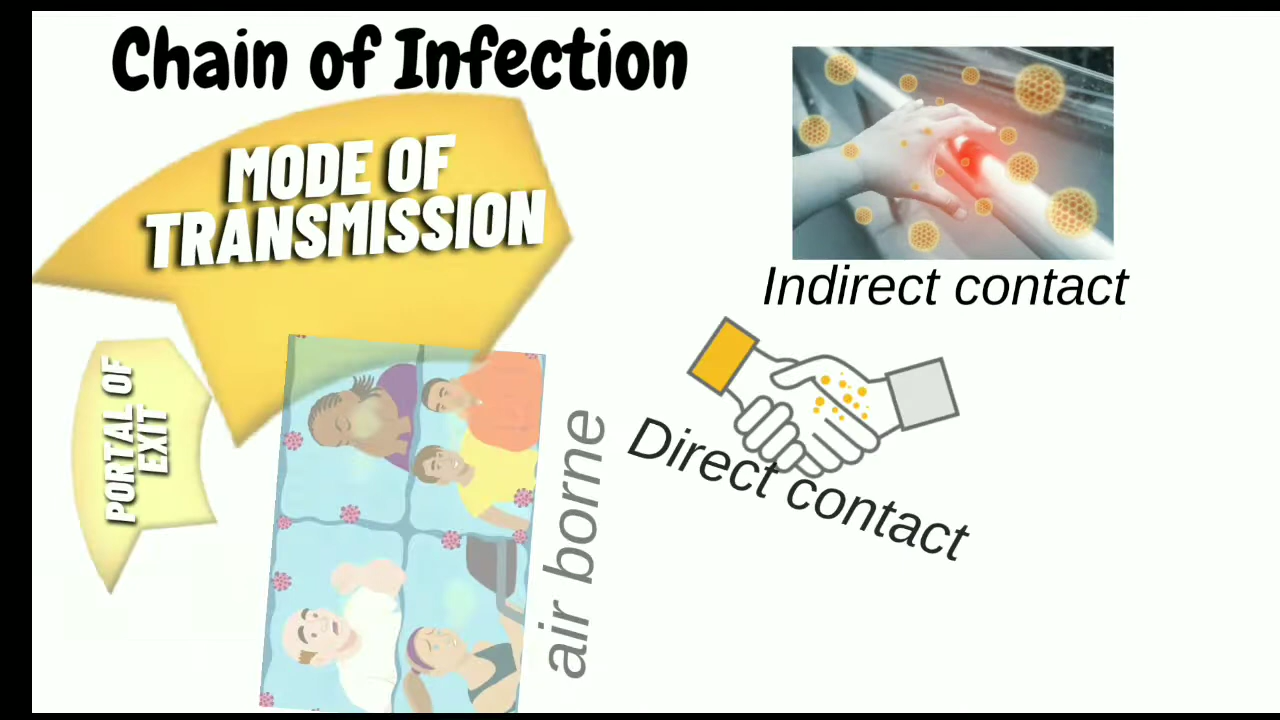 Chain of Infection
MODE OF
TRANSMISSION
PORTAL OF
EXIT
Indirect contact
Direct contact
air borne